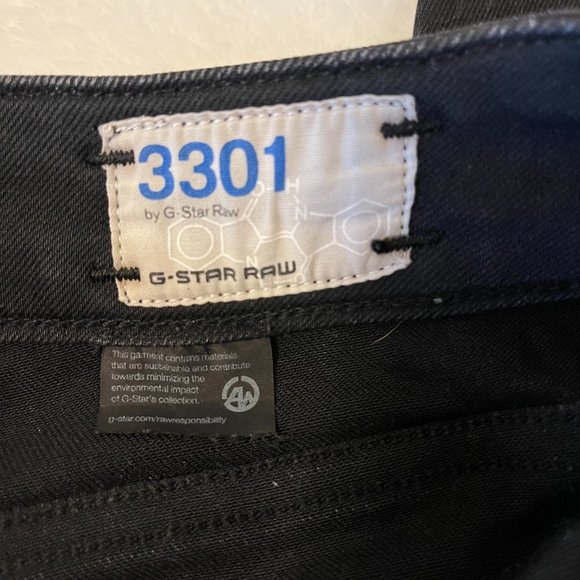 3301
by G-Star Raw
O
H
N
N
G-STAR RAW
This garment contains materials
that are sustainable and contribute
towards minimizing the
environmental impact
of G-Star's collection.
g-star.com/rawresponsibility